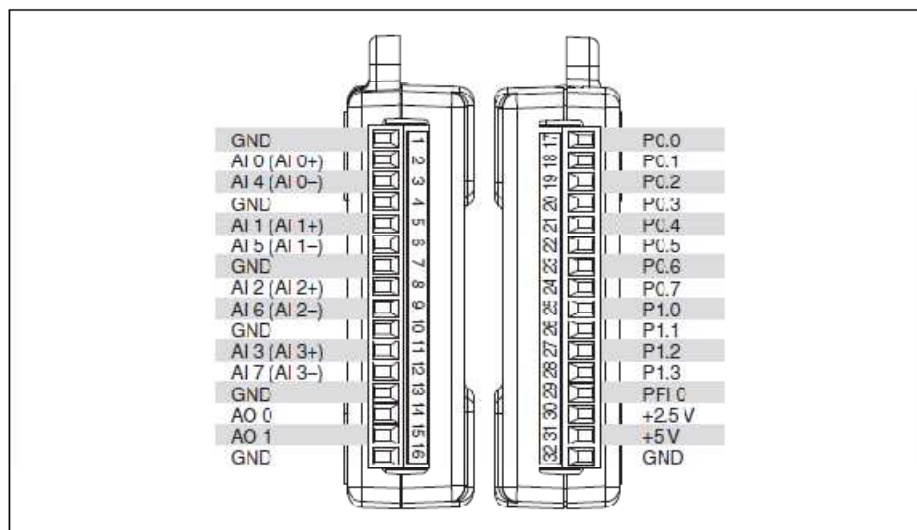 GND 1
AI 0 (AI 0+) 2
AI 4 (AI 0–) 3
GND 4
AI 1 (AI 1+) 5
AI 5 (AI 1–) 6
GND 7
AI 2 (AI 2+) 8
AI 6 (AI 2–) 9
GND 10
AI 3 (AI 3+) 11
AI 7 (AI 3–) 12
GND 13
AO 0 14
AO 1 15
GND 16
17 P0.0
18 P0.1
19 P0.2
20 P0.3
21 P0.4
22 P0.5
23 P0.6
24 P0.7
25 P1.0
26 P1.1
27 P1.2
28 P1.3
29 PFI 0
30 +2.5 V
31 +5 V
32 GND